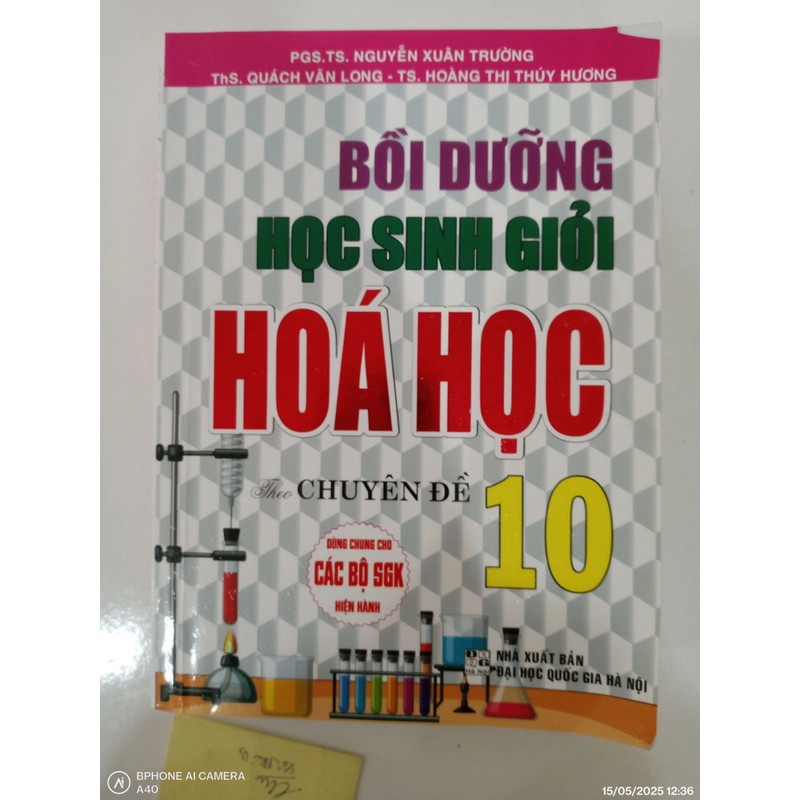 PGS.TS. NGUYỄN XUÂN TRƯỜNG
ThS. QUÁCH VĂN LONG - TS. HOÀNG THỊ THÚY HƯƠNG
BỒI DƯỠNG
HỌC SINH GIỎI
HOÁ HỌC
Theo CHUYÊN ĐỀ
10
DÙNG CHUNG CHO
CÁC BỘ SGK
HIỆN HÀNH
NHÀ XUẤT BẢN
ĐẠI HỌC QUỐC GIA HÀ NỘI
BPHONE AI CAMERA
A40
15/05/2025 12:36